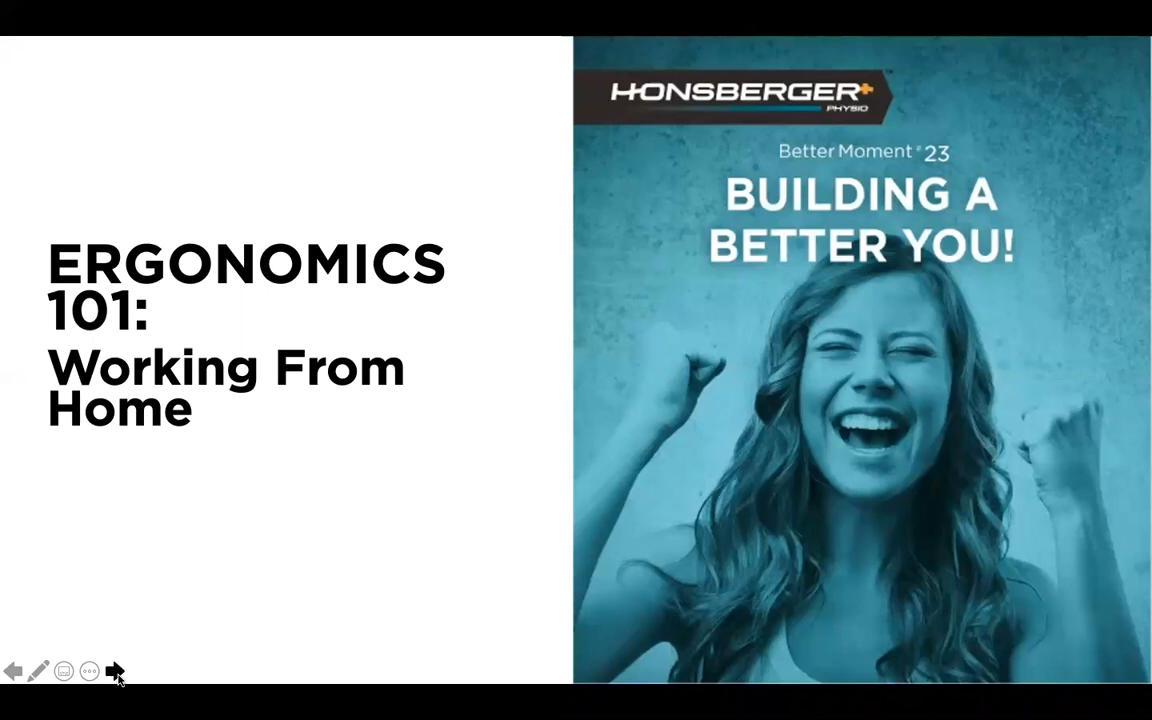 ERGONOMICS
101:
Working From
Home
HONSBERGER+
PHYSIO
Better Moment # 23
BUILDING A
BETTER YOU!